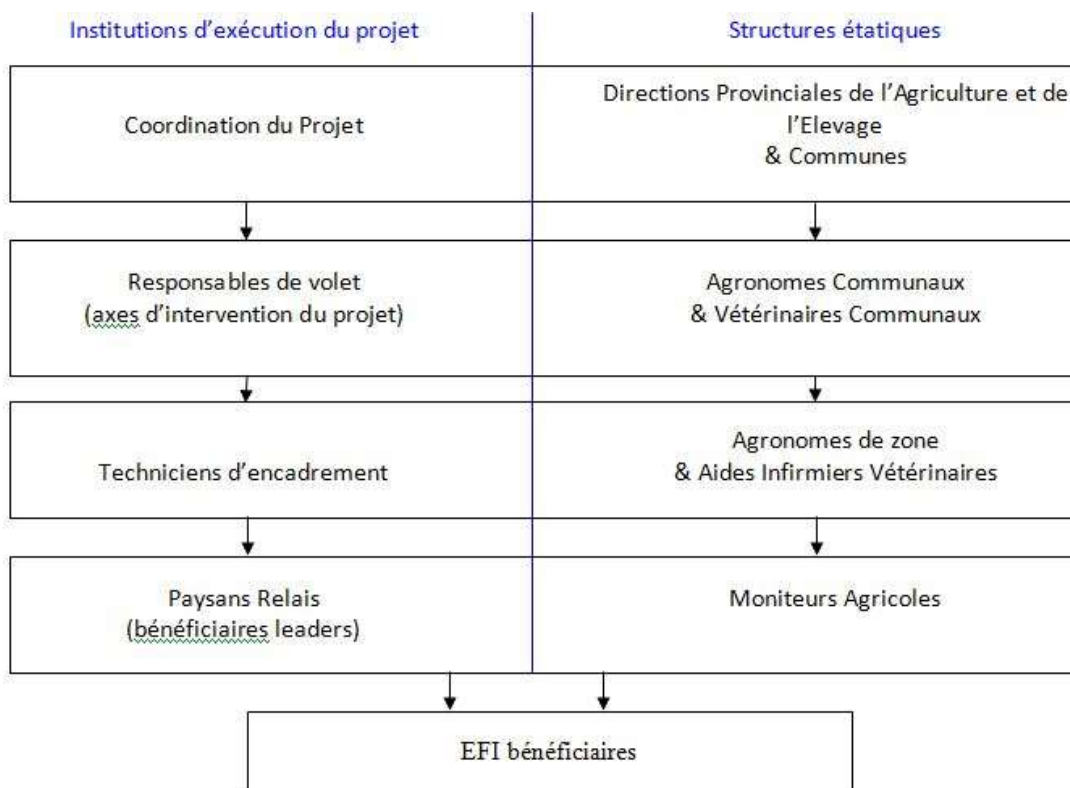 Institutions d’exécution du projet
Structures étatiques
Coordination du Projet
Directions Provinciales de l’Agriculture et de
l’Elevage
& Communes
Responsables de volet
(axes d’intervention du projet)
Agronomes Communaux
& Vétérinaires Communaux
Techniciens d’encadrement
Agronomes de zone
& Aides Infirmiers Vétérinaires
Paysans Relais
(bénéficiaires leaders)
Moniteurs Agricoles
EFI bénéficiaires